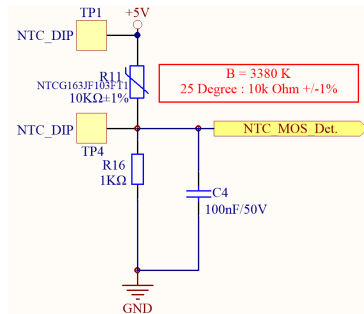 TP1
+5V
NTC_DIP
R11
NTCG163JF103FT1
10KΩ±1%
B = 3380 K
25 Degree : 10k Ohm +/-1%
NTC_DIP
NTC_MOS_Det.
TP4
R16
1KΩ
C4
100nF/50V
GND